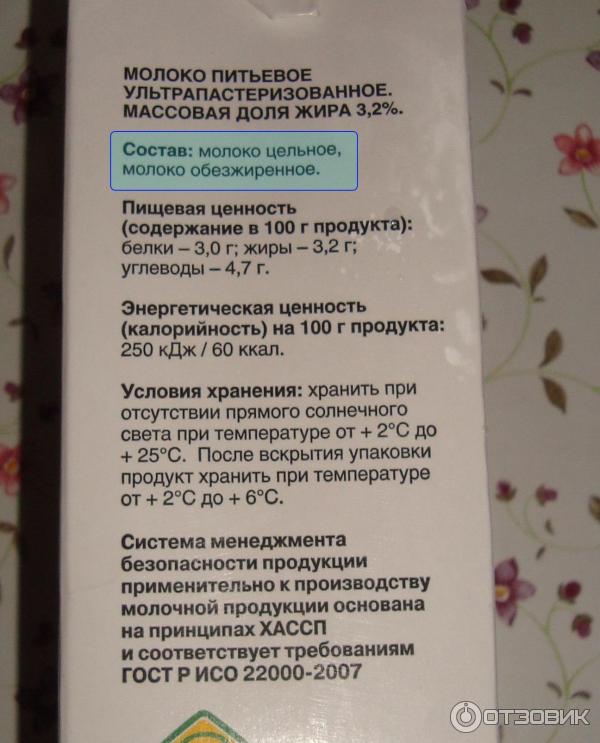 МОЛОКО ПИТЬЕВОЕ
УЛЬТРАПАСТЕРИЗОВАННОЕ.
МАССОВАЯ ДОЛЯ ЖИРА 3,2%.
Состав: молоко цельное,
молоко обезжиренное.
Пищевая ценность
(содержание в 100 г продукта):
белки – 3,0 г; жиры – 3,2 г;
углеводы – 4,7 г.
Энергетическая ценность
(калорийность) на 100 г продукта:
250 кДж / 60 ккал.
Условия хранения: хранить при
отсутствии прямого солнечного
света при температуре от + 2°С до
+ 25°С. После вскрытия упаковки
продукт хранить при температуре
от + 2°С до + 6°С.
Система менеджмента
безопасности продукции
применительно к производству
молочной продукции основана
на принципах ХАССП
и соответствует требованиям
ГОСТ Р ИСО 22000-2007
ОТЗОВИК